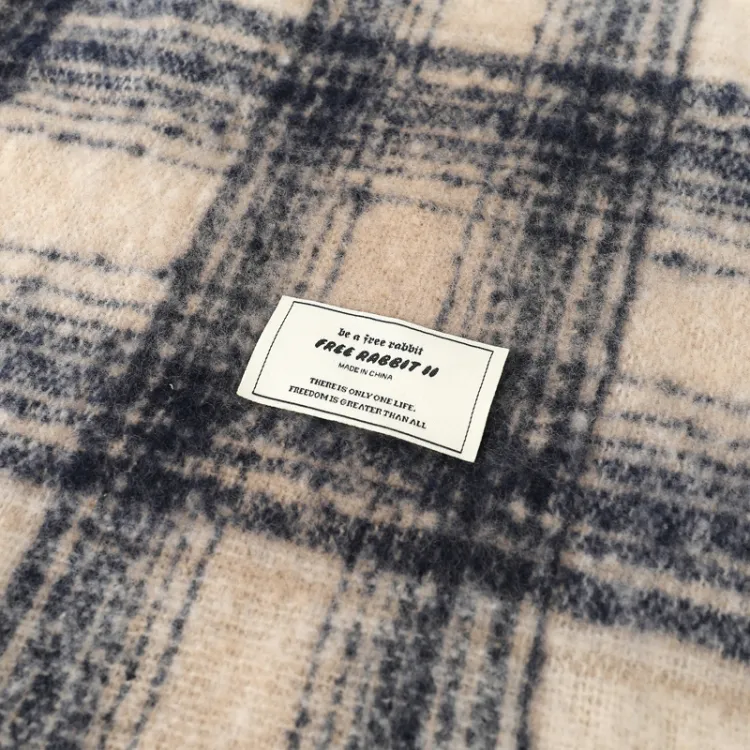 be a free rabbit
FREE RABBIT II
MADE IN CHINA
THERE IS ONLY ONE LIFE,
FREEDOM IS GREATER THAN ALL